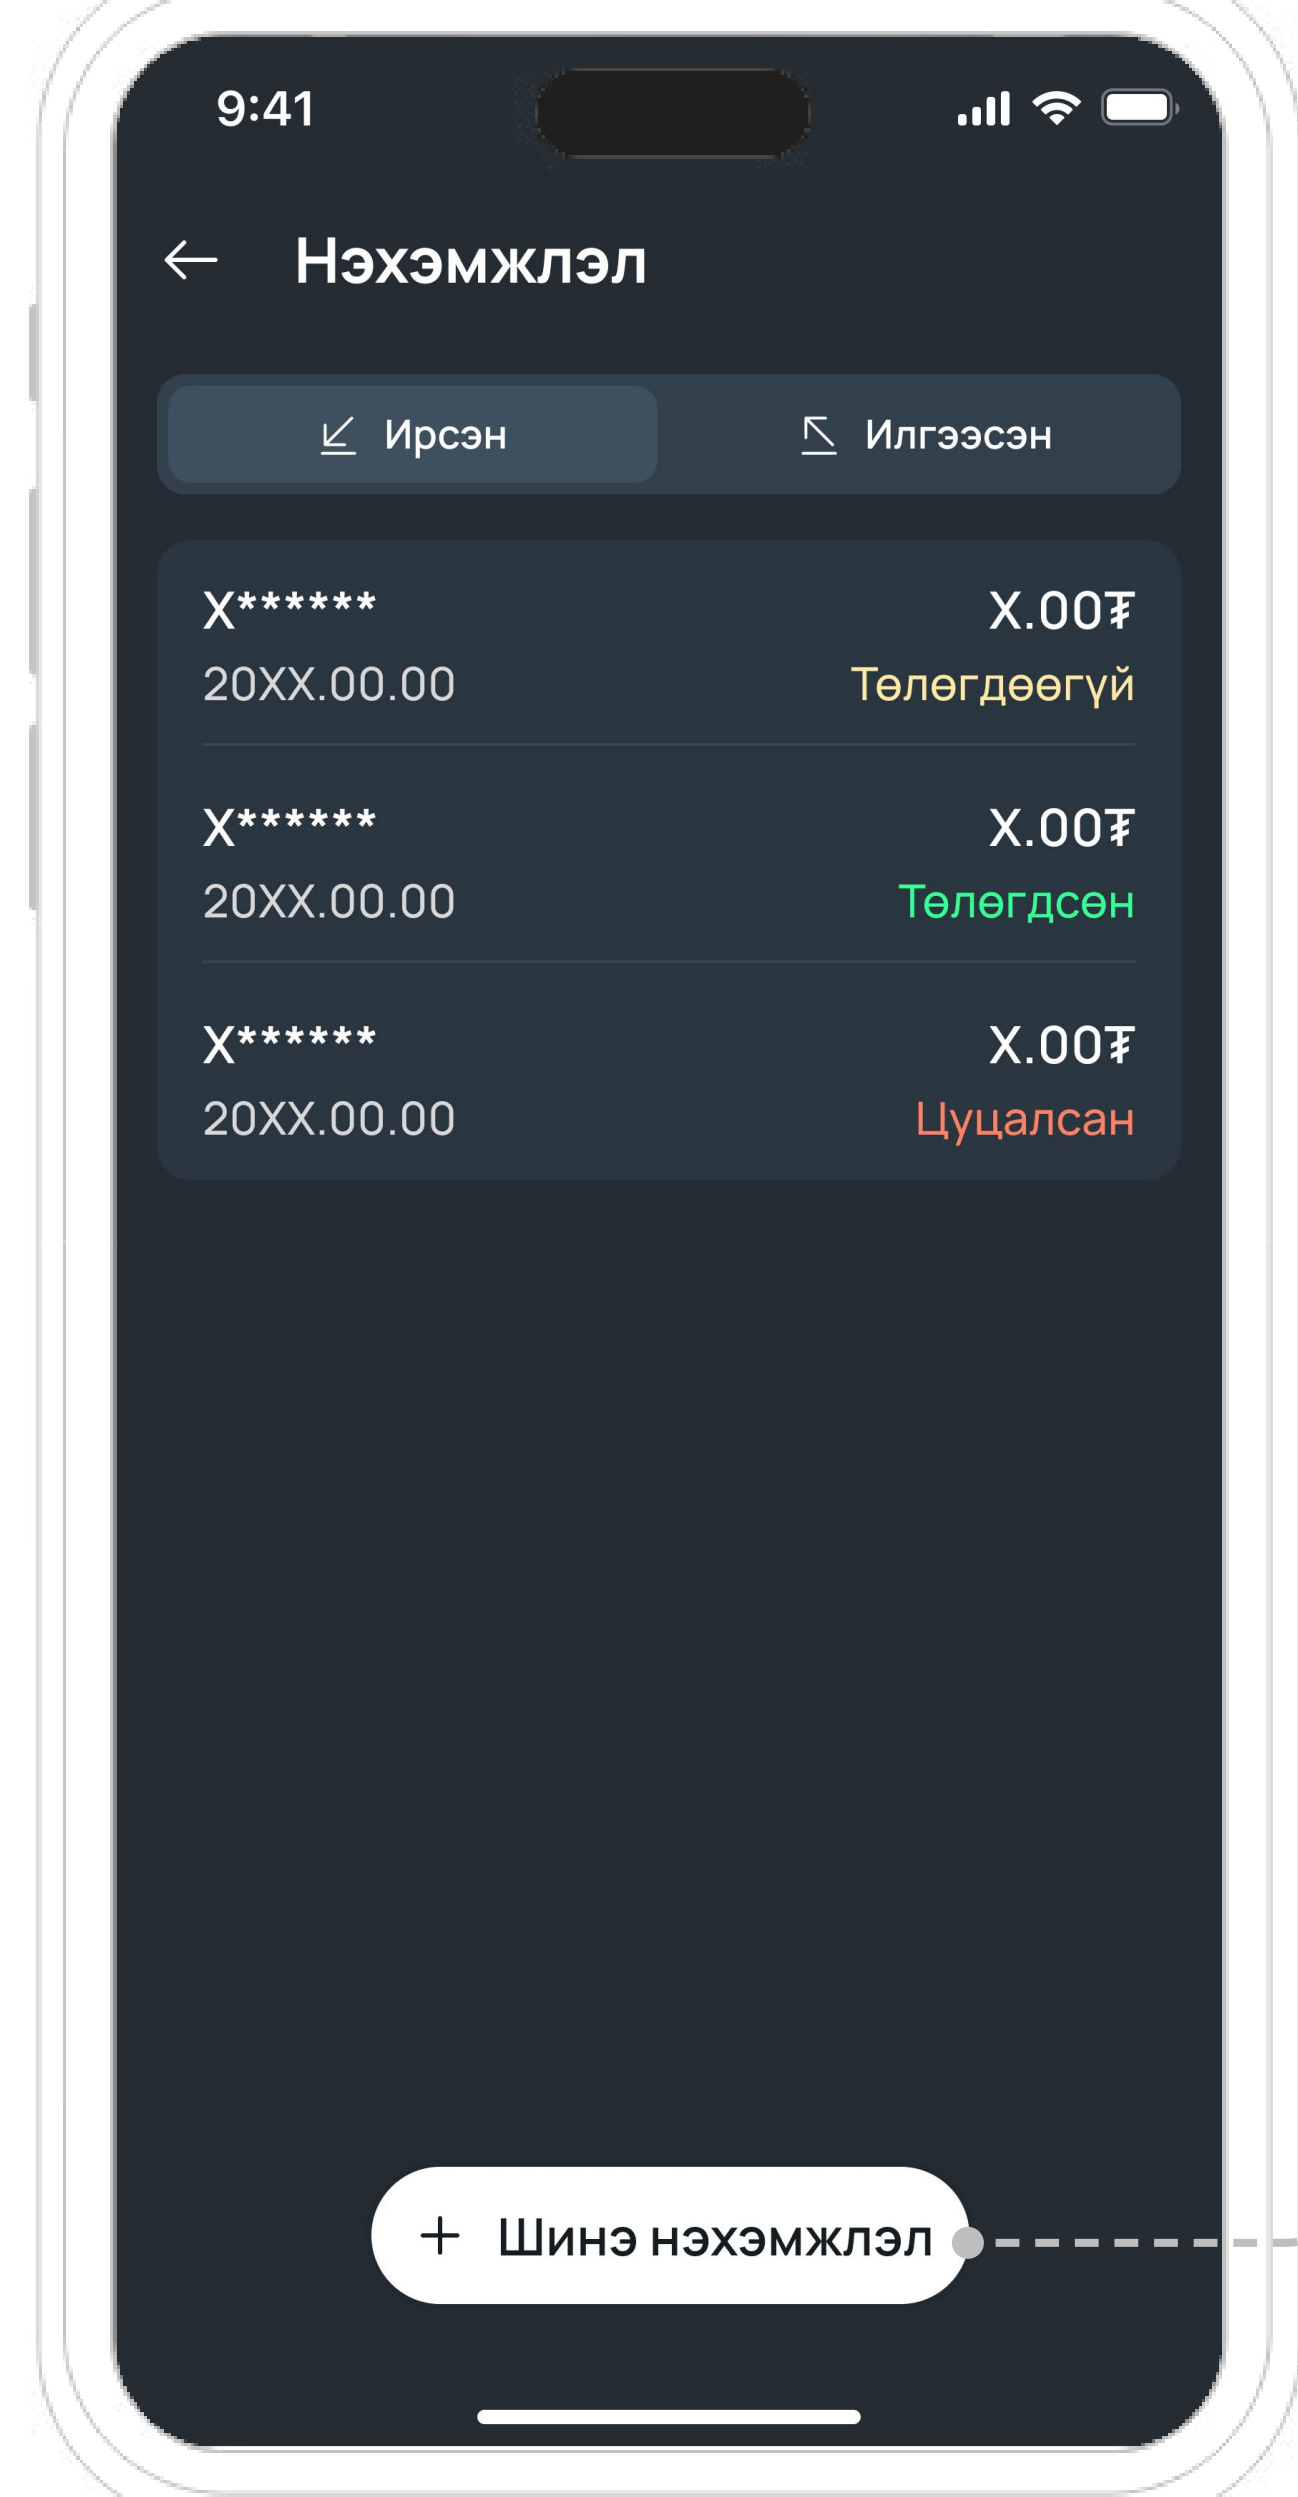 9:41
Нэхэмжлэл
Ирсэн
Илгээсэн
X****** X.00₮
20XX.00.00 Төлөгдөөгүй
X****** X.00₮
20XX.00.00 Төлөгдсөн
X****** X.00₮
20XX.00.00 Цуцалсан
+ Шинэ нэхэмжлэл